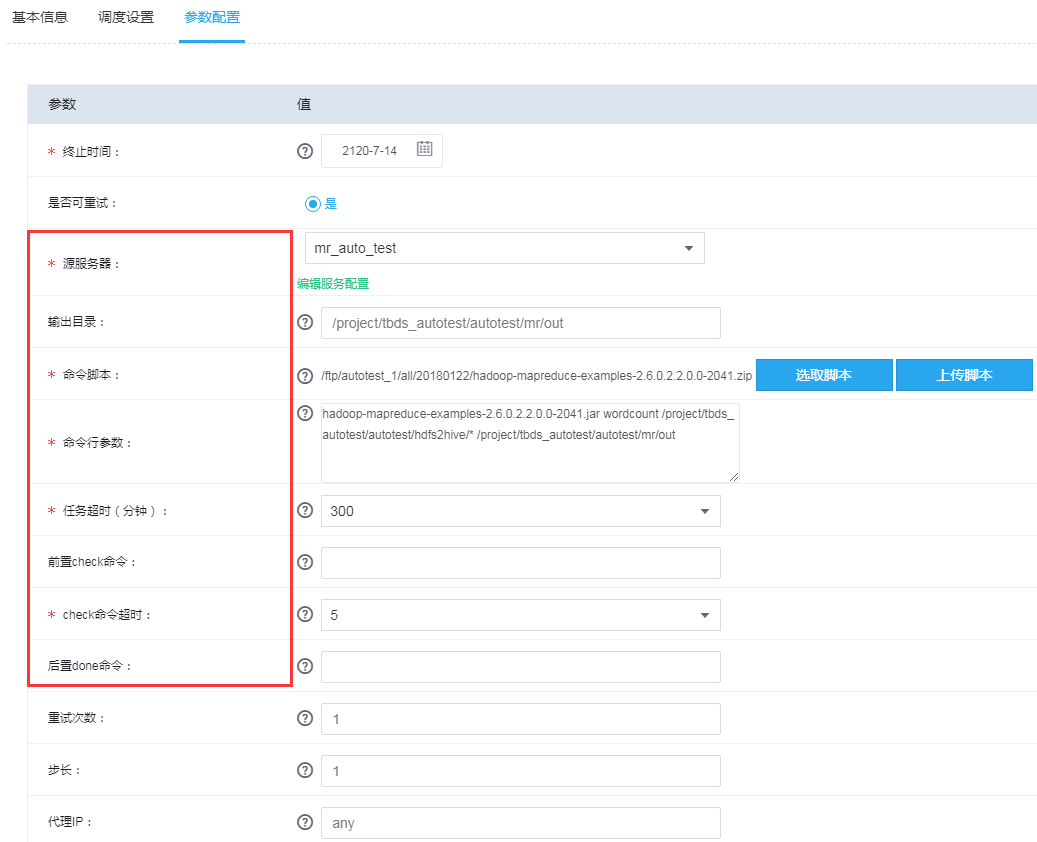 基本信息 调度设置 参数配置
参数 值
* 终止时间： 2120-7-14
是否可重试： 是
* 源服务器： mr_auto_test
编辑服务配置
输出目录： /project/tbds_autotest/autotest/mr/out
* 命令脚本： /ftp/autotest_1/all/20180122/hadoop-mapreduce-examples-2.6.0.2.2.0.0-2041.zip 选取脚本 上传脚本
hadoop-mapreduce-examples-2.6.0.2.2.0.0-2041.jar wordcount /project/tbds_
autotest/autotest/hdfs2hive/* /project/tbds_autotest/autotest/mr/out
* 命令行参数：
* 任务超时（分钟）： 300
前置check命令：
* check命令超时： 5
后置done命令：
重试次数： 1
步长： 1
代理IP： any